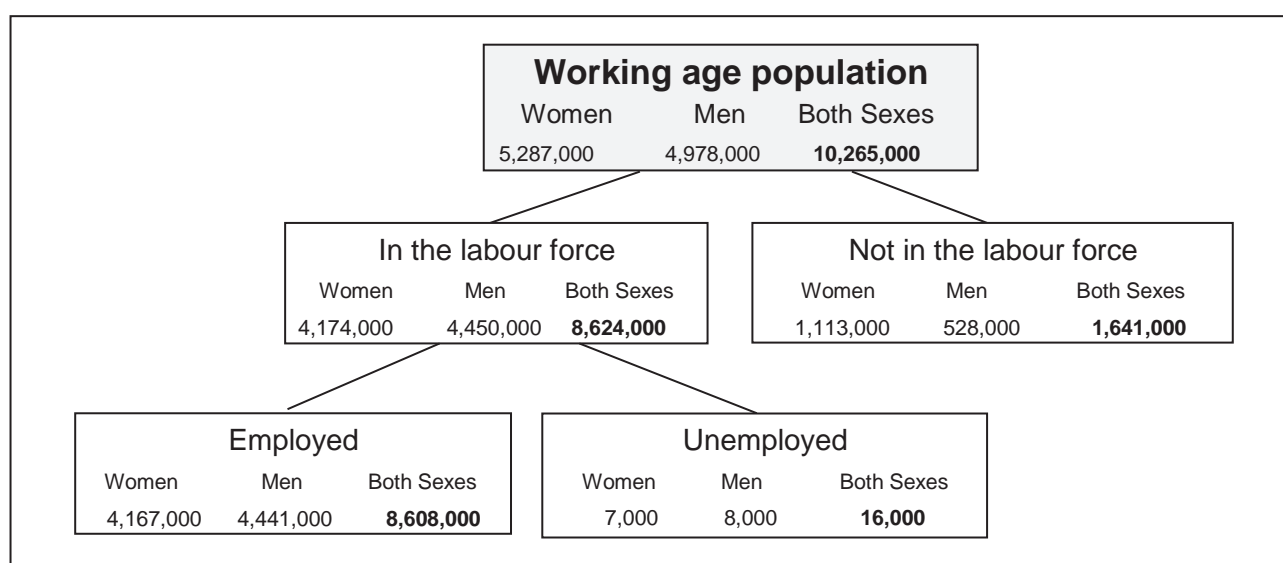 Working age population
Women Men Both Sexes
5,287,000 4,978,000 10,265,000
In the labour force
Women Men Both Sexes
4,174,000 4,450,000 8,624,000
Not in the labour force
Women Men Both Sexes
1,113,000 528,000 1,641,000
Employed
Women Men Both Sexes
4,167,000 4,441,000 8,608,000
Unemployed
Women Men Both Sexes
7,000 8,000 16,000